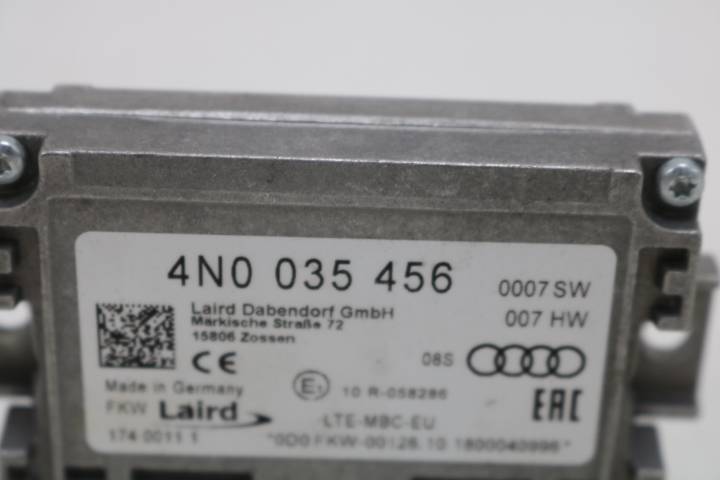 4N0 035 456
0007 SW
007 HW
Laird Dabendorf GmbH
Märkische Straße 72
15806 Zossen
CE
08S
Made in Germany
E1
10 R-058286
EAC
FKW Laird
LTE-MBC-EU
174 0011 1